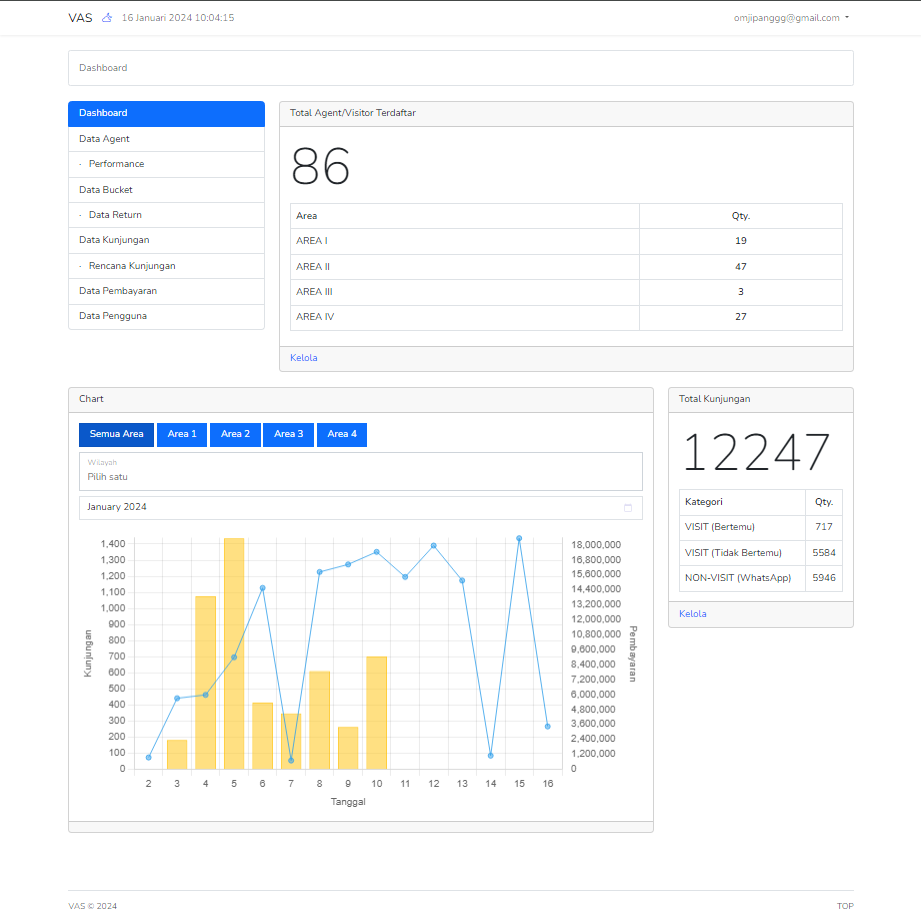 VAS 16 Januari 2024 10:04:15 omjipanggg@gmail.com
Dashboard
Dashboard
Data Agent
· Performance
Data Bucket
· Data Return
Data Kunjungan
· Rencana Kunjungan
Data Pembayaran
Data Pengguna
Total Agent/Visitor Terdaftar
86
Area Qty.
AREA I 19
AREA II 47
AREA III 3
AREA IV 27
Kelola
Chart
Semua Area Area 1 Area 2 Area 3 Area 4
Wilayah
Pilih satu
January 2024
Kunjungan
1,400
1,300
1,200
1,100
1,000
900
800
700
600
500
400
300
200
100
0
18,000,000
16,800,000
15,600,000
14,400,000
13,200,000
12,000,000
10,800,000
9,600,000
8,400,000
7,200,000
6,000,000
4,800,000
3,600,000
2,400,000
1,200,000
0
Pembayaran
2 3 4 5 6 7 8 9 10 11 12 13 14 15 16
Tanggal
Total Kunjungan
12247
Kategori Qty.
VISIT (Bertemu) 717
VISIT (Tidak Bertemu) 5584
NON-VISIT (WhatsApp) 5946
Kelola
VAS © 2024 TOP